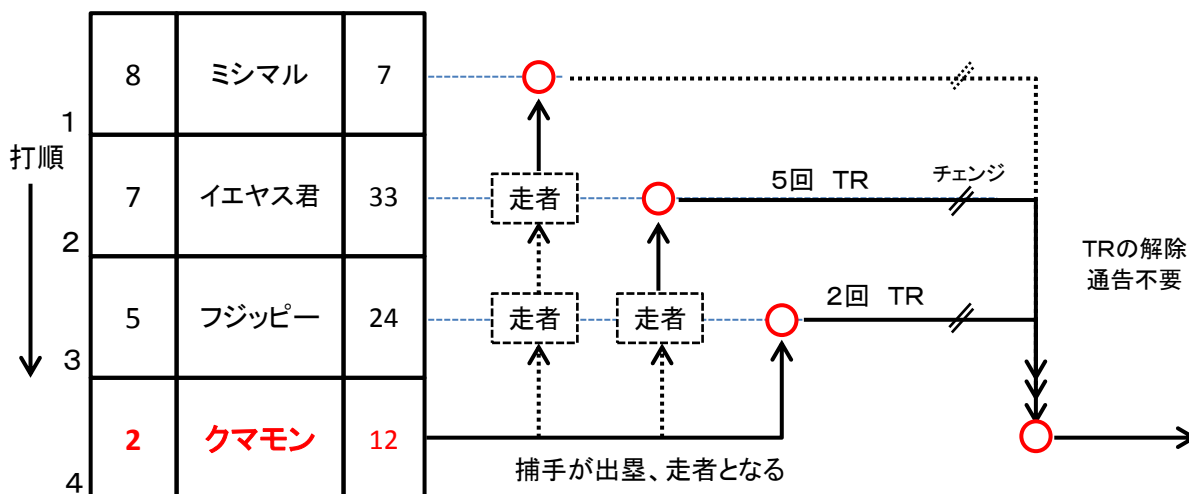 8 ミシマル 7
1
打順
7 イエヤス君 33
走者
5回 TR
チェンジ
2
TRの解除
通告不要
5 フジッピー 24
走者
走者
2回 TR
3
2 クマモン 12
捕手が出塁、走者となる
4